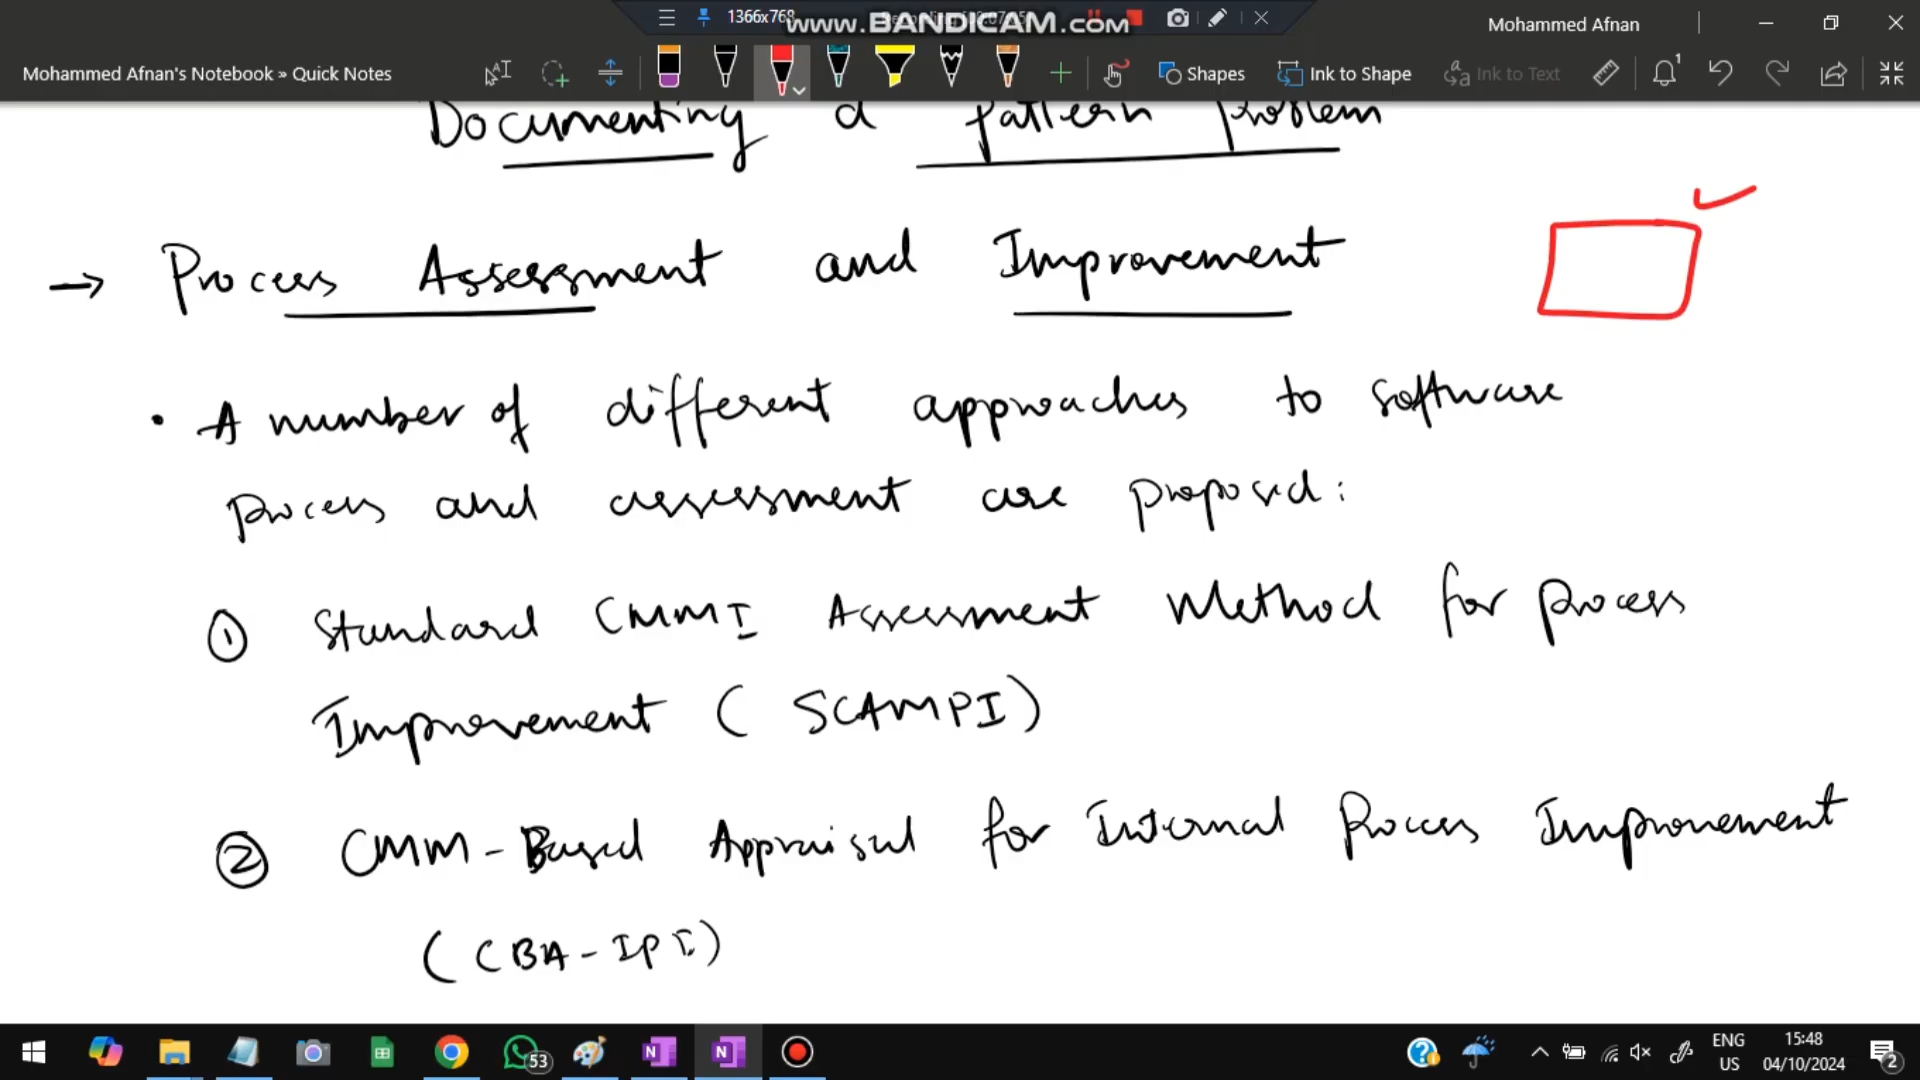 1366x768
www.BANDICAM.com
Mohammed Afnan
Mohammed Afnan's Notebook » Quick Notes
Shapes
Ink to Shape
Ink to Text
1
Documenting a Pattern Problem
→ Process Assessment and Improvement
• A number of different approaches to software
process and assessment are proposed:
① Standard CMMI Assessment Method for process
Improvement (SCAMPI)
② CMM-Based Appraisal for Internal Process Improvement
(CBA-IPI)
53
ENG
US
15:48
04/10/2024
2